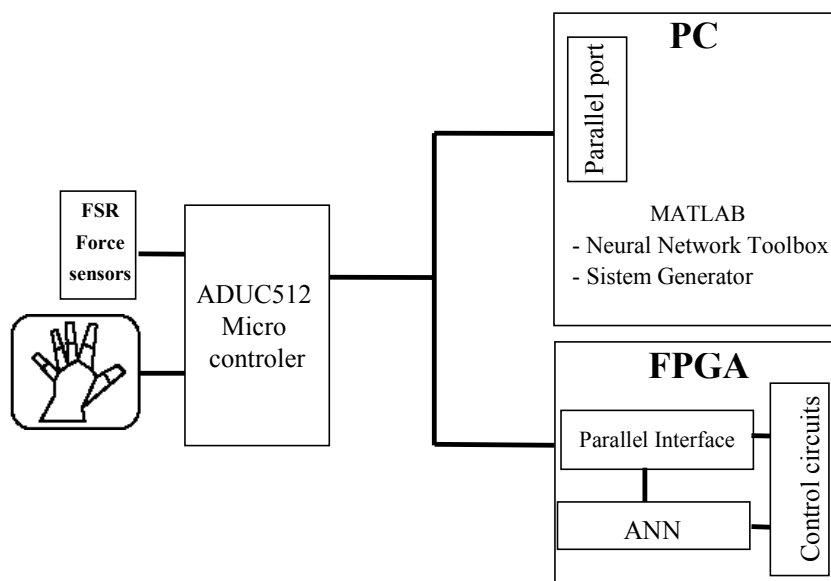 PC
Parallel port
MATLAB
- Neural Network Toolbox
- Sistem Generator
FSR
Force
sensors
ADUC512
Micro
controler
FPGA
Parallel Interface
ANN
Control circuits